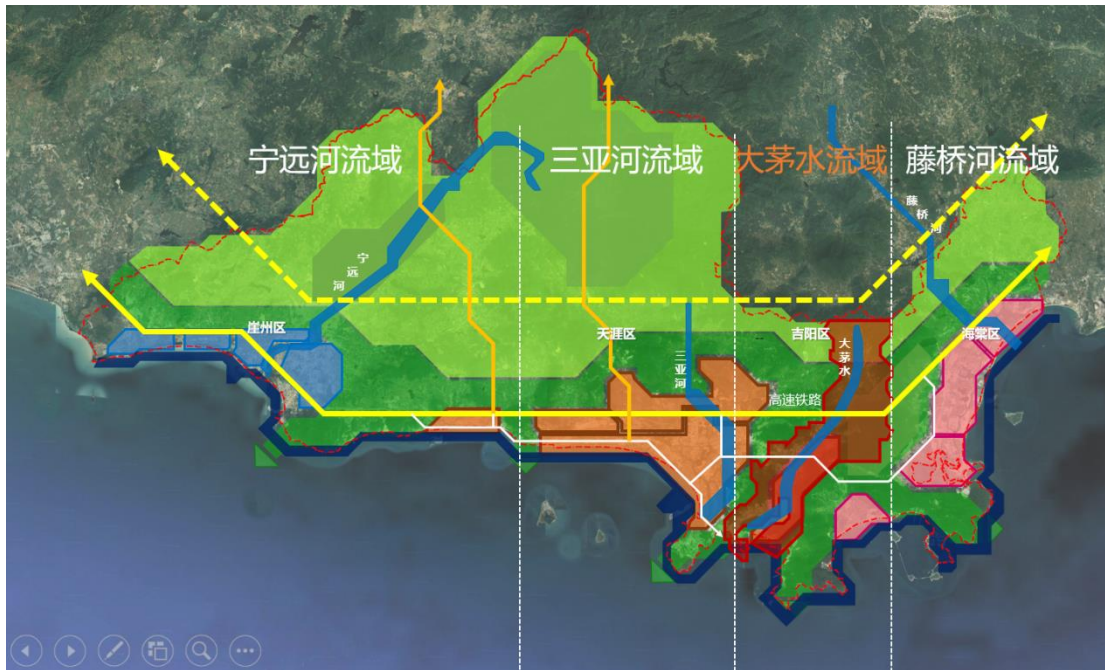 宁远河流域
三亚河流域
大茅水流域
藤桥河流域
藤桥河
宁远河
崖州区
天涯区
吉阳区
海棠区
大茅水
三亚河
高速铁路